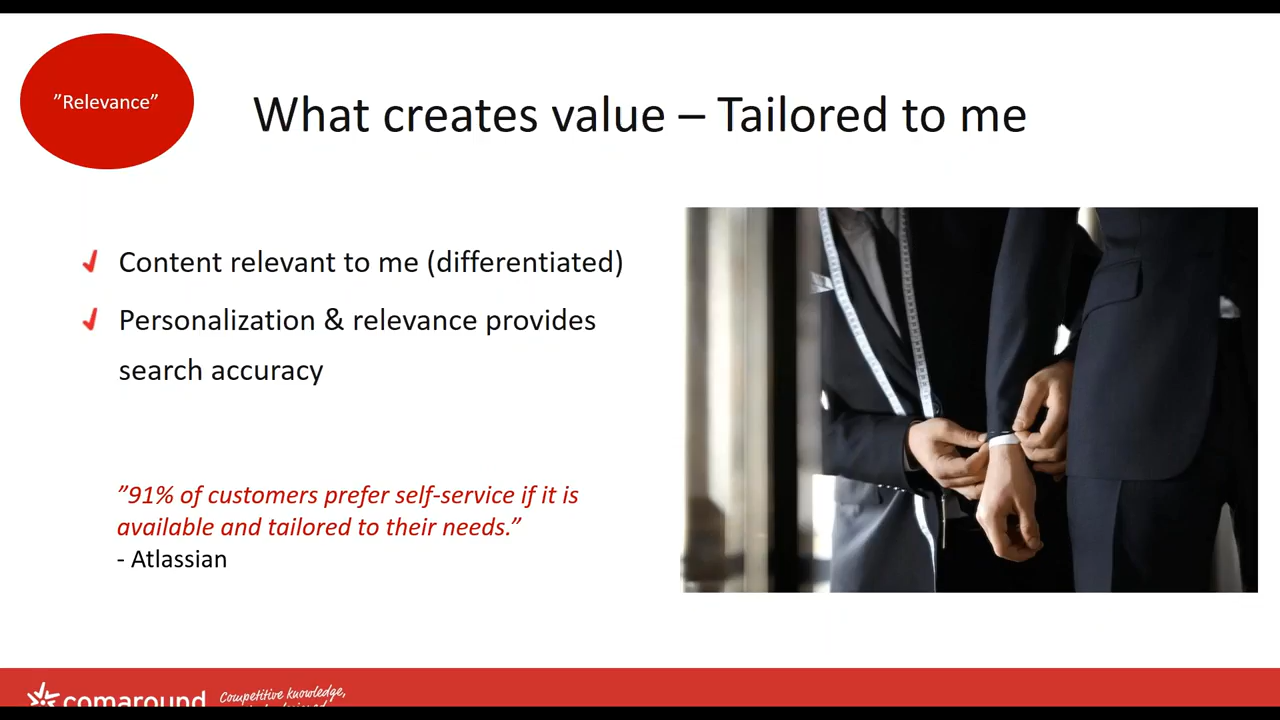 ”Relevance”
What creates value – Tailored to me
Content relevant to me (differentiated)
Personalization & relevance provides
search accuracy
”91% of customers prefer self-service if it is
available and tailored to their needs.”
- Atlassian
comaround
Competitive knowledge,